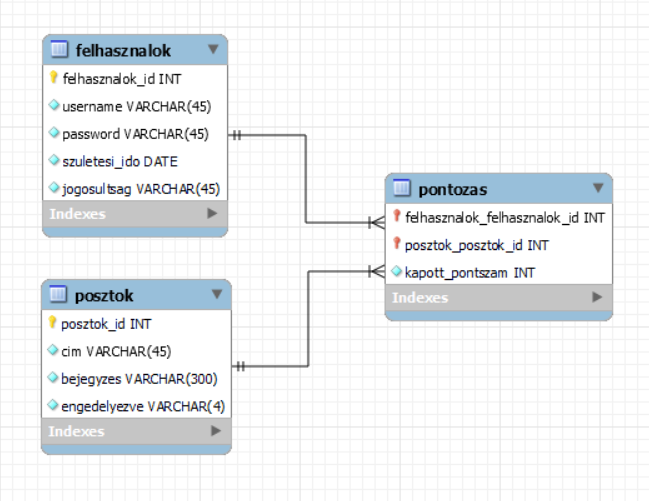 felhasznalok
felhasznalok_id INT
username VARCHAR(45)
password VARCHAR(45)
szuletesi_ido DATE
jogosultsag VARCHAR(45)
Indexes
posztok
posztok_id INT
cim VARCHAR(45)
bejegyzes VARCHAR(300)
engedelyezve VARCHAR(4)
Indexes
pontozas
felhasznalok_felhasznalok_id INT
posztok_posztok_id INT
kapott_pontszam INT
Indexes